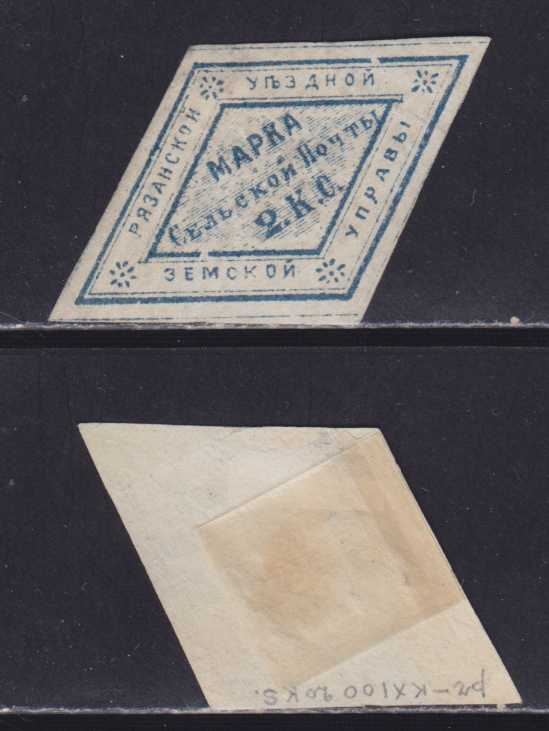 РЯЗАНСКОЙ
УѢЗДНОЙ
ЗЕМСКОЙ
УПРАВЫ
МАРКА
Сельской Почты
2.К.С.